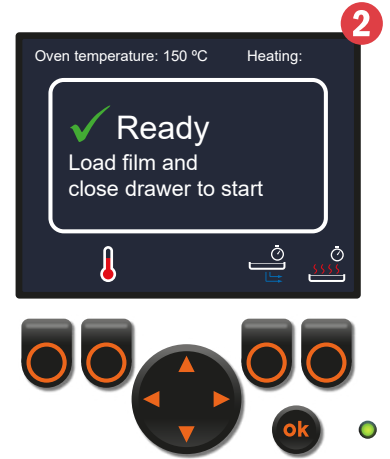 2
Oven temperature: 150 ºC Heating:
Ready
Load film and
close drawer to start
ok